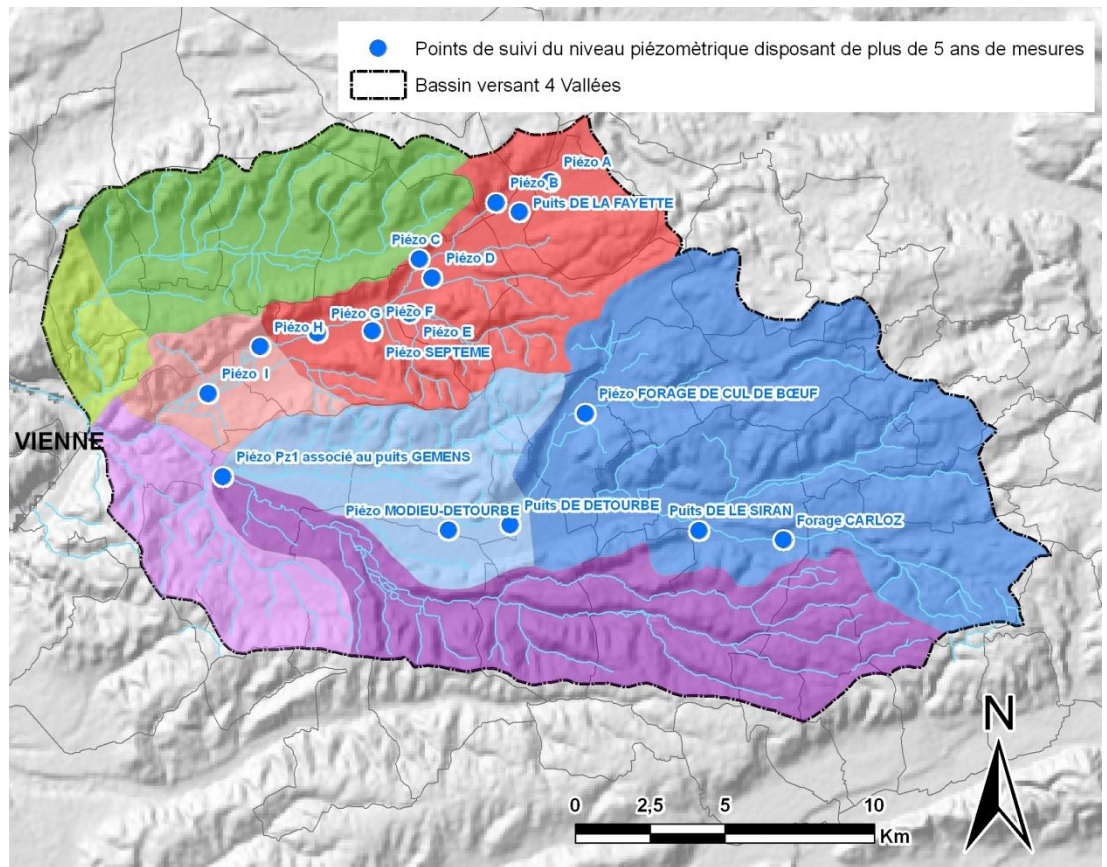 Points de suivi du niveau piézomètrique disposant de plus de 5 ans de mesures
Bassin versant 4 Vallées
Piézo A
Piézo B
Puits DE LA FAYETTE
Piézo C
Piézo D
Piézo G
Piézo F
Piézo H
Piézo E
Piézo SEPTEME
Piézo I
Piézo FORAGE DE CUL DE BŒUF
VIENNE
Piézo Pz1 associé au puits GEMENS
Piézo MODIEU-DETOURBE
Puits DE DETOURBE
Puits DE LE SIRAN
Forage CARLOZ
N
0 2,5 5 10
Km